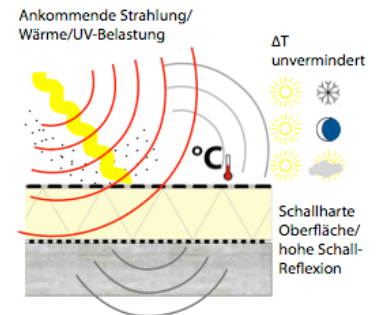 Ankommende Strahlung/
Wärme/UV-Belastung
ΔT
unvermindert
°C
Schallharte
Oberfläche/
hohe Schall-
Reflexion